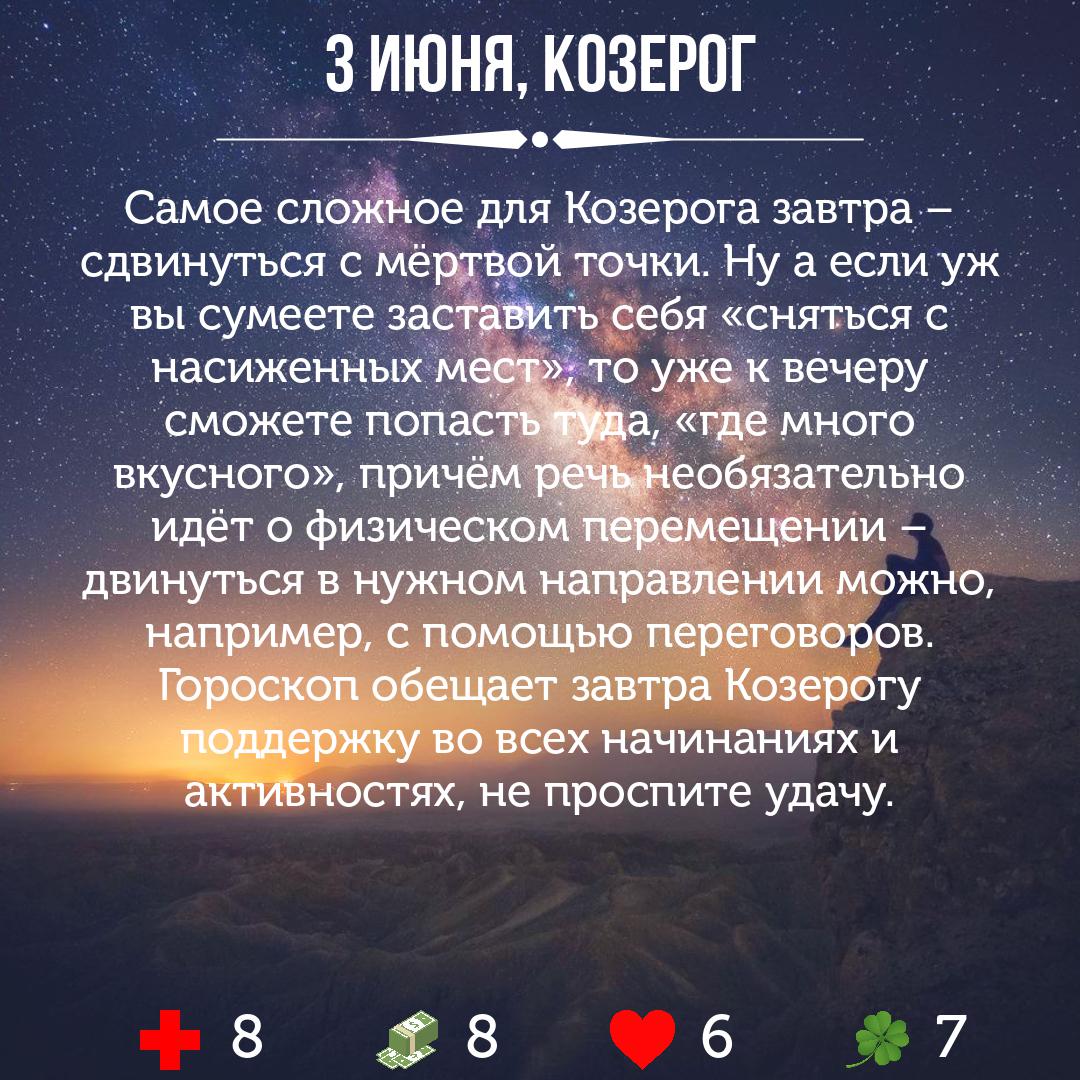 3 ИЮНЯ, КОЗЕРОГ
Самое сложное для Козерога завтра –
сдвинуться с мёртвой точки. Ну а если уж
вы сумеете заставить себя «сняться с
насиженных мест», то уже к вечеру
сможете попасть туда, «где много
вкусного», причём речь необязательно
идёт о физическом перемещении –
двинуться в нужном направлении можно,
например, с помощью переговоров.
Гороскоп обещает завтра Козерогу
поддержку во всех начинаниях и
активностях, не проспите удачу.
8 8 6 7